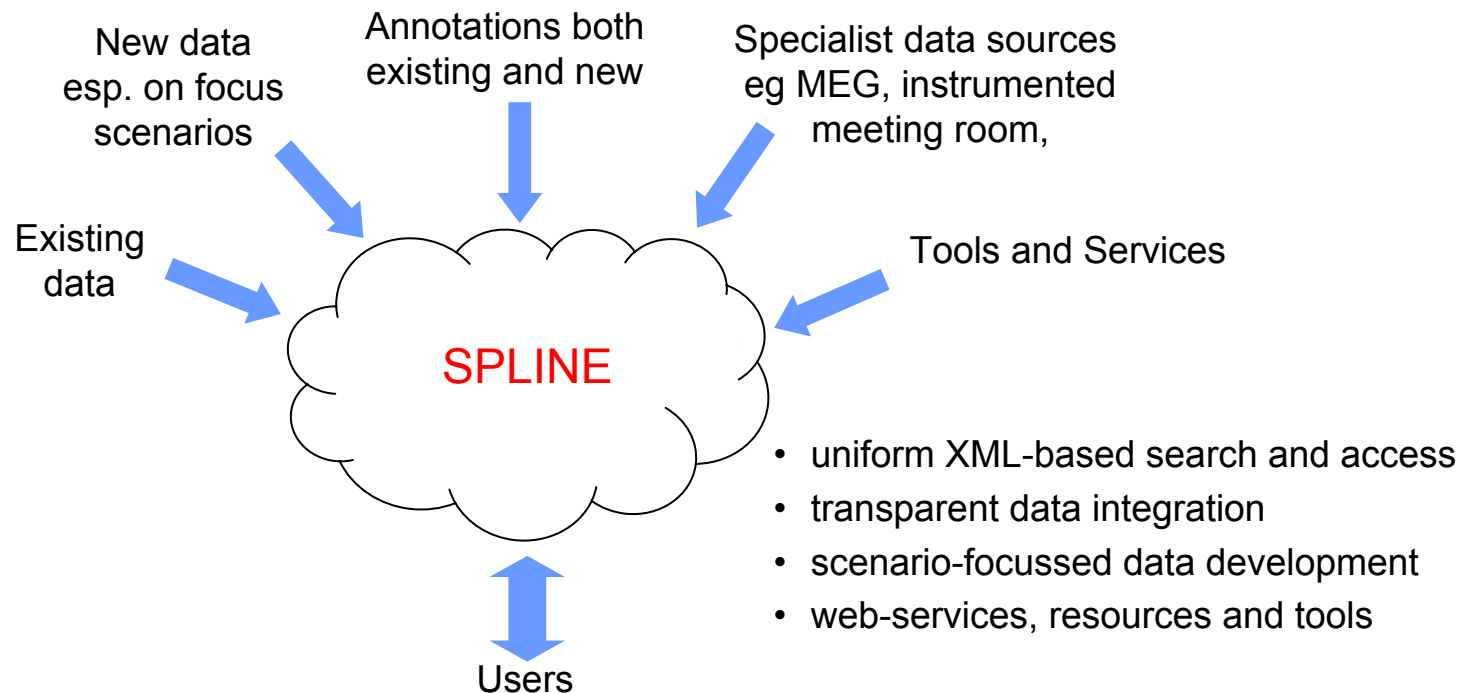 New data
esp. on focus
scenarios
Annotations both
existing and new
Specialist data sources
eg MEG, instrumented
meeting room,
Existing
data
Tools and Services
SPLINE
• uniform XML-based search and access
• transparent data integration
• scenario-focussed data development
• web-services, resources and tools
Users